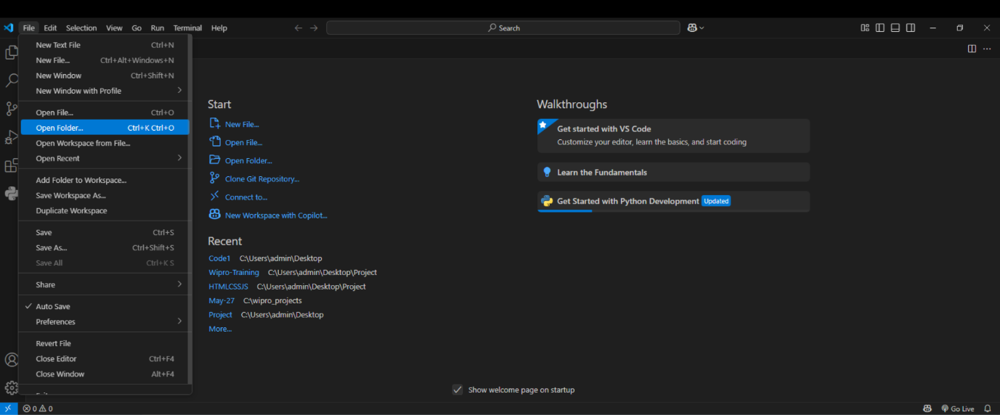 File Edit Selection View Go Run Terminal Help Search
New Text File Ctrl+N
New File... Ctrl+Alt+Windows+N
New Window Ctrl+Shift+N
New Window with Profile
Open File... Ctrl+O
Open Folder... Ctrl+K Ctrl+O
Open Workspace from File...
Open Recent
Add Folder to Workspace...
Save Workspace As...
Duplicate Workspace
Save Ctrl+S
Save As... Ctrl+Shift+S
Save All Ctrl+K S
Share
Auto Save
Preferences
Revert File
Close Editor Ctrl+F4
Close Window Alt+F4
Start
New File...
Open File...
Open Folder...
Clone Git Repository...
Connect to...
New Workspace with Copilot...
Recent
Code1 C:\Users\admin\Desktop
Wipro-Training C:\Users\admin\Desktop\Project
HTMLCSSJS C:\Users\admin\Desktop\Project
May-27 C:\wipro_projects
Project C:\Users\admin\Desktop
More...
Walkthroughs
Get started with VS Code
Customize your editor, learn the basics, and start coding
Learn the Fundamentals
Get Started with Python Development Updated
Show welcome page on startup
0 0 Go Live